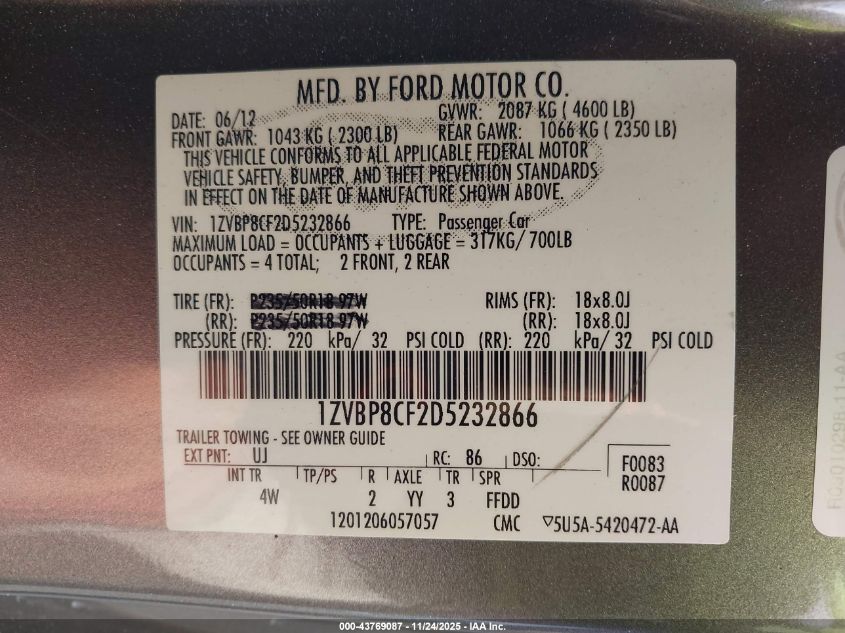 MFD. BY FORD MOTOR CO.
DATE: 06/12 GVWR: 2087 KG ( 4600 LB)
FRONT GAWR: 1043 KG ( 2300 LB) REAR GAWR: 1066 KG ( 2350 LB)
THIS VEHICLE CONFORMS TO ALL APPLICABLE FEDERAL MOTOR
VEHICLE SAFETY, BUMPER, AND THEFT PREVENTION STANDARDS
IN EFFECT ON THE DATE OF MANUFACTURE SHOWN ABOVE.
VIN: 1ZVBP8CF2D5232866 TYPE: Passenger Car
MAXIMUM LOAD = OCCUPANTS + LUGGAGE = 317KG/ 700LB
OCCUPANTS = 4 TOTAL; 2 FRONT, 2 REAR
TIRE (FR): P235/50R18 97W RIMS (FR): 18x8.0J
(RR): P235/50R18 97W (RR): 18x8.0J
PRESSURE (FR): 220 kPa/ 32 PSI COLD (RR): 220 kPa/ 32 PSI COLD
1ZVBP8CF2D5232866
TRAILER TOWING - SEE OWNER GUIDE
EXT PNT: UJ RC: 86 DSO: F0083
R0087
INT TR TP/PS R AXLE TR SPR
4W 2 YY 3 FFDD
1201206057057 CMC ▽5U5A-5420472-AA
000-43769087 - 11/24/2025 - IAA Inc.